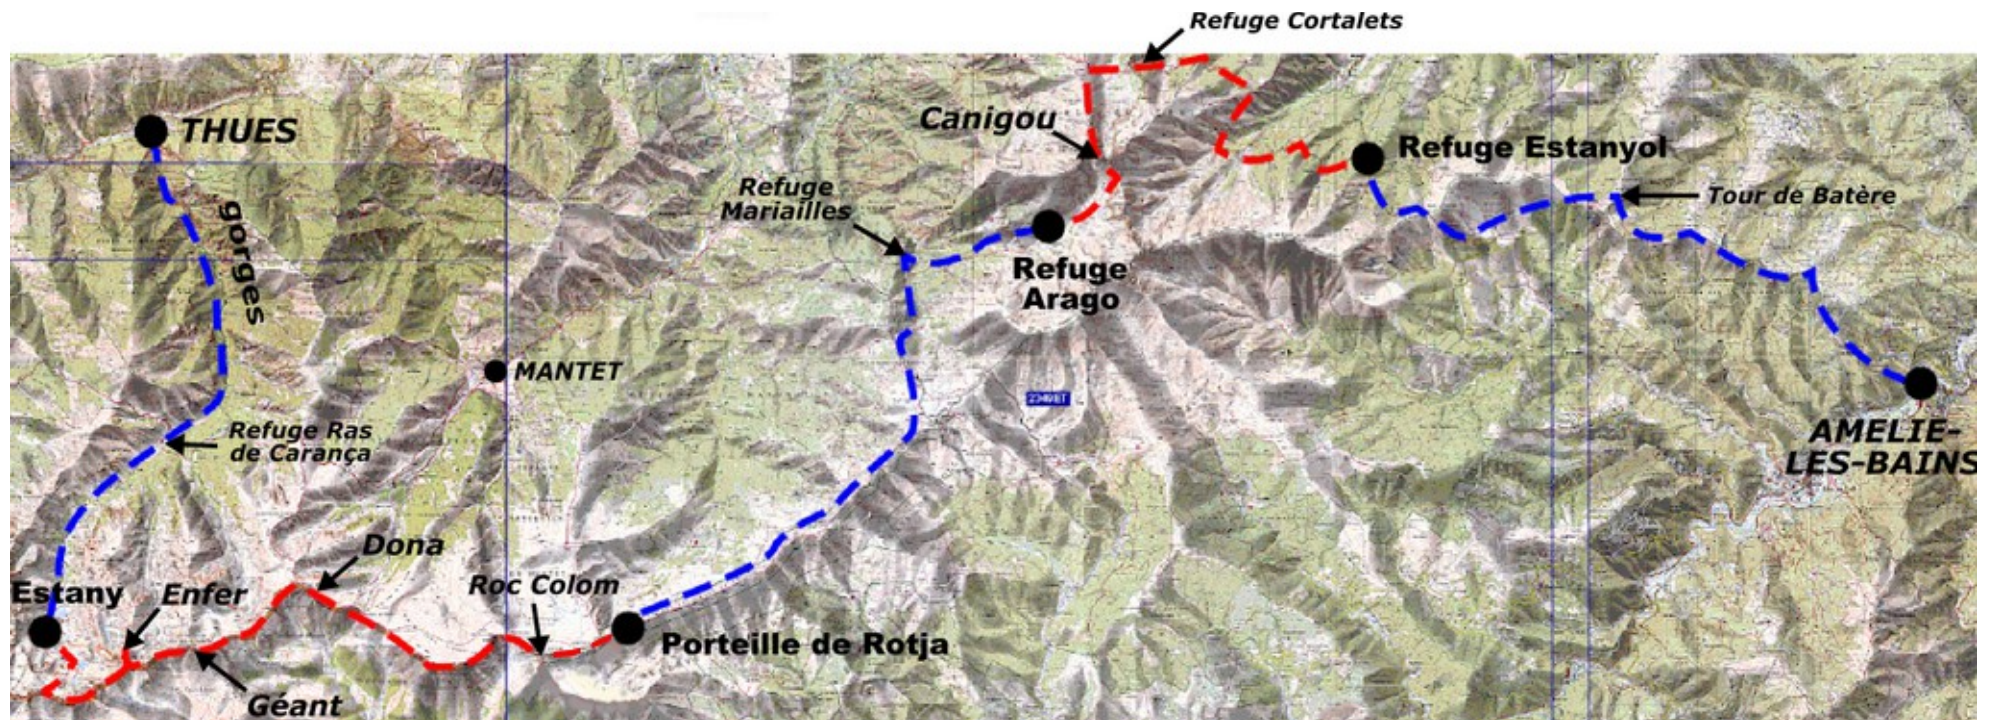 Refuge Cortalets
Canigou
THUES
Refuge Estanyol
Refuge
Mariailles
Tour de Batère
gorges
Refuge
Arago
MANTET
2349ET
Refuge Ras
de Carança
AMELIE-
LES-BAINS
Dona
Roc Colom
Estany
Enfer
Porteille de Rotja
Géant